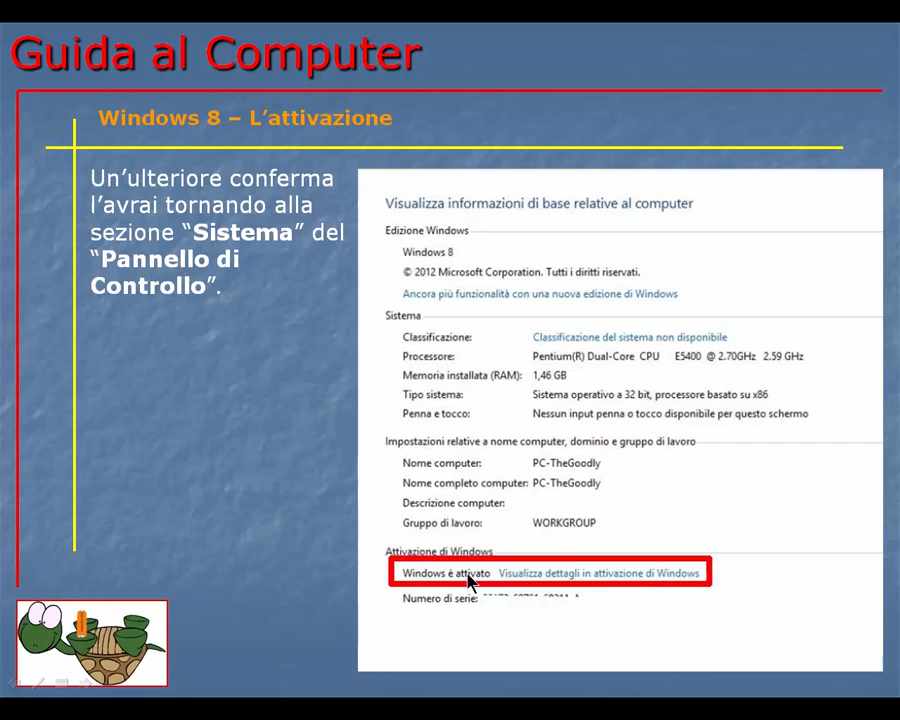 Guida al Computer
Windows 8 – L’attivazione
Un’ulteriore conferma
l’avrai tornando alla
sezione “Sistema” del
“Pannello di
Controllo”.
Visualizza informazioni di base relative al computer
Edizione Windows
Windows 8
© 2012 Microsoft Corporation. Tutti i diritti riservati.
Ancora più funzionalità con una nuova edizione di Windows
Sistema
Classificazione: Classificazione del sistema non disponibile
Processore: Pentium(R) Dual-Core CPU E5400 @ 2.70GHz 2.59 GHz
Memoria installata (RAM): 1,46 GB
Tipo sistema: Sistema operativo a 32 bit, processore basato su x86
Penna e tocco: Nessun input penna o tocco disponibile per questo schermo
Impostazioni relative a nome computer, dominio e gruppo di lavoro
Nome computer: PC-TheGoodly
Nome completo computer: PC-TheGoodly
Descrizione computer:
Gruppo di lavoro: WORKGROUP
Attivazione di Windows
Windows è attivato Visualizza dettagli in attivazione di Windows
Numero di serie: